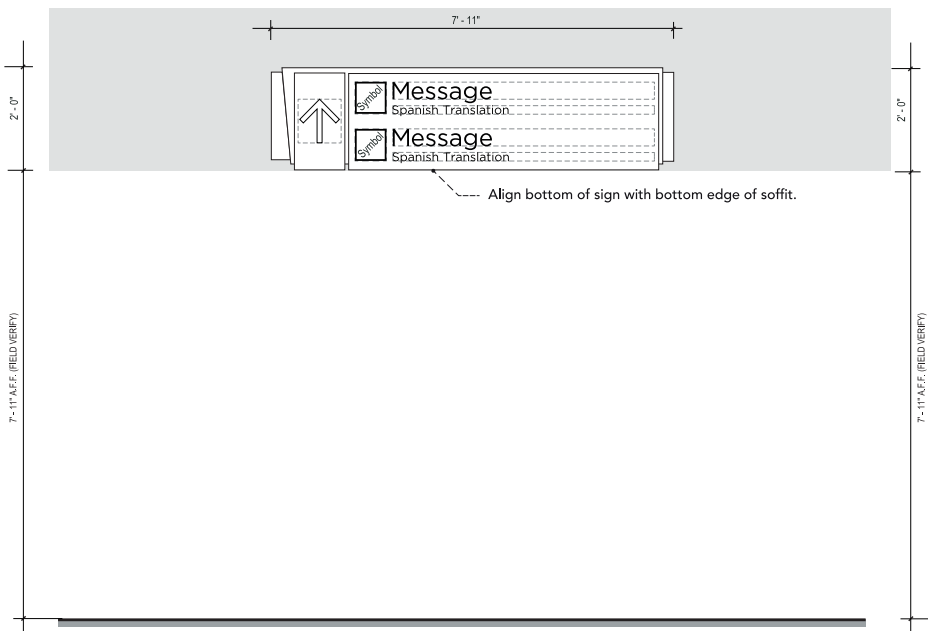 7' - 11"
2' - 0"
2' - 0"
Symbol
Message
Spanish Translation
Symbol
Message
Spanish Translation
Align bottom of sign with bottom edge of soffit.
7' - 11" A.F.F. (FIELD VERIFY)
7' - 11" A.F.F. (FIELD VERIFY)